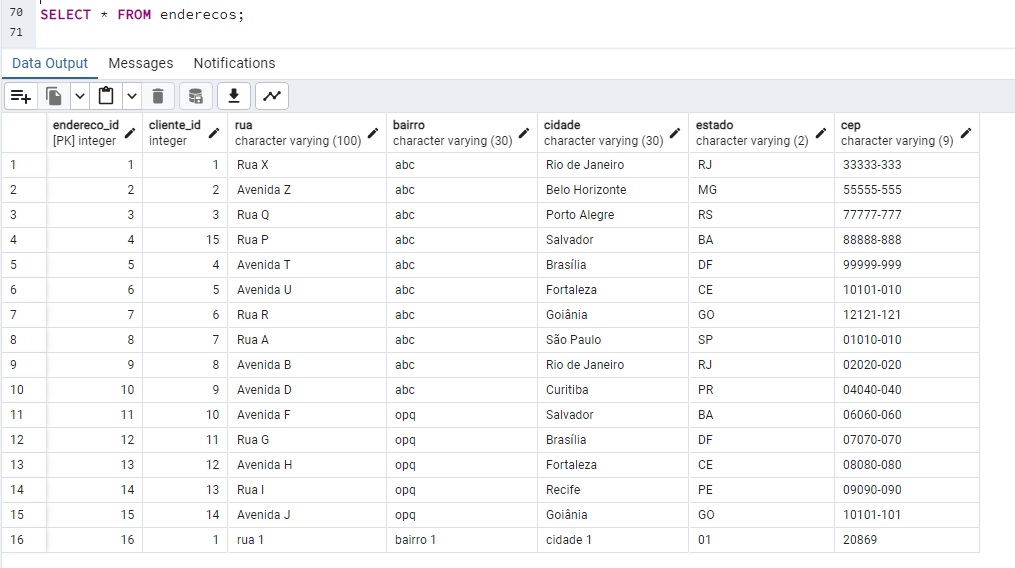 70 SELECT * FROM enderecos;
71
Data Output Messages Notifications
endereco_id cliente_id rua bairro cidade estado cep
[PK] integer integer character varying (100) character varying (30) character varying (30) character varying (2) character varying (9)
1 1 1 Rua X abc Rio de Janeiro RJ 33333-333
2 2 2 Avenida Z abc Belo Horizonte MG 55555-555
3 3 3 Rua Q abc Porto Alegre RS 77777-777
4 4 15 Rua P abc Salvador BA 88888-888
5 5 4 Avenida T abc Brasília DF 99999-999
6 6 5 Avenida U abc Fortaleza CE 10101-010
7 7 6 Rua R abc Goiânia GO 12121-121
8 8 7 Rua A abc São Paulo SP 01010-010
9 9 8 Avenida B abc Rio de Janeiro RJ 02020-020
10 10 9 Avenida D abc Curitiba PR 04040-040
11 11 10 Avenida F opq Salvador BA 06060-060
12 12 11 Rua G opq Brasília DF 07070-070
13 13 12 Avenida H opq Fortaleza CE 08080-080
14 14 13 Rua I opq Recife PE 09090-090
15 15 14 Avenida J opq Goiânia GO 10101-101
16 16 1 rua 1 bairro 1 cidade 1 01 20869